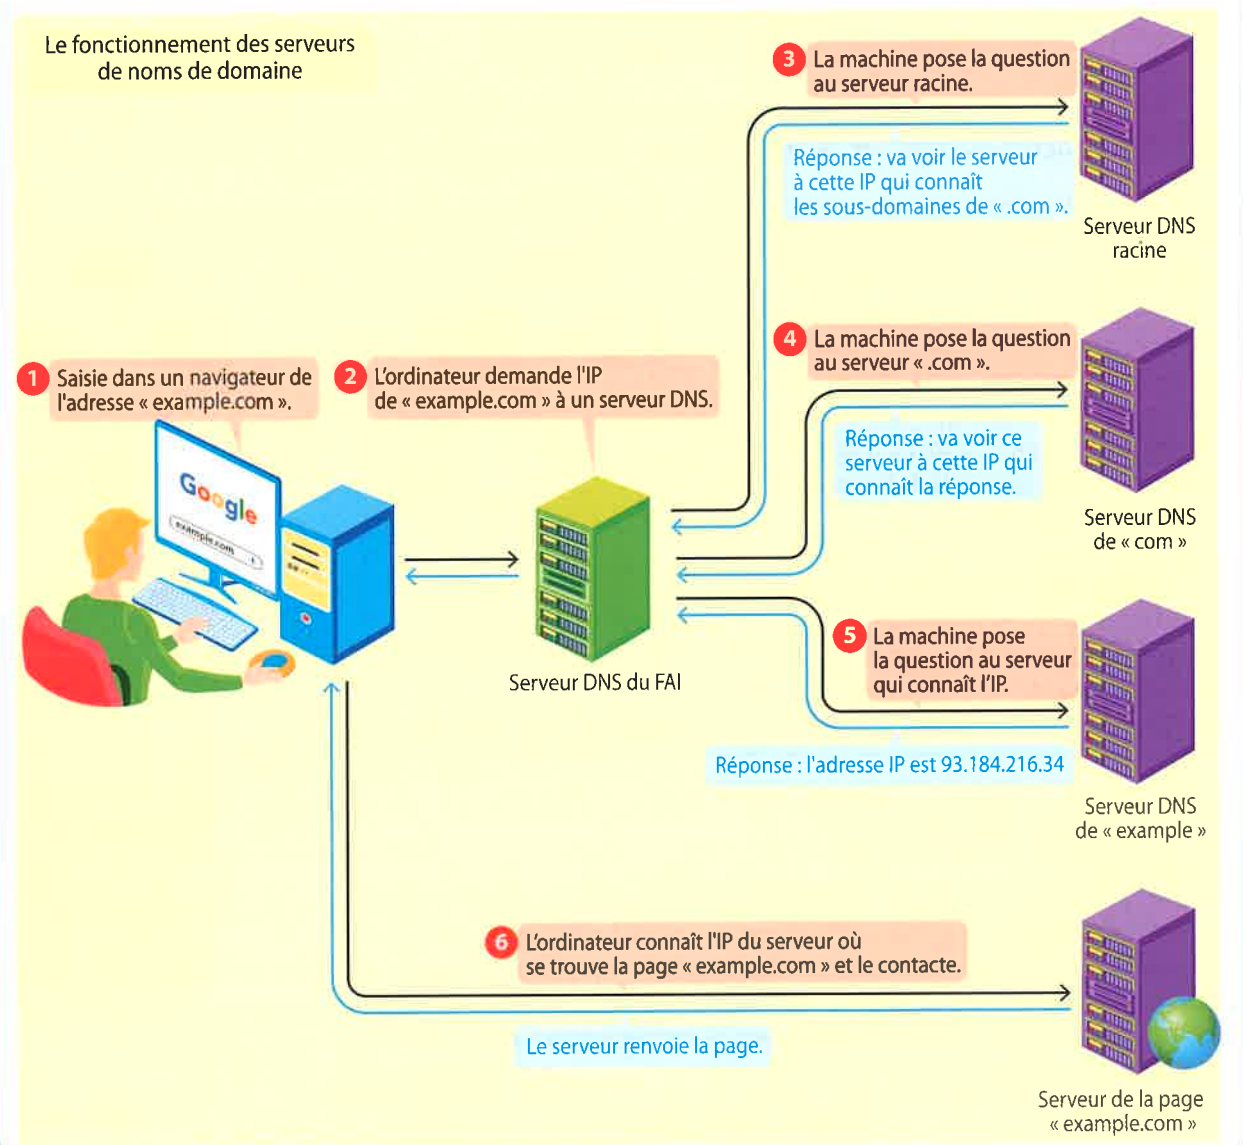 Le fonctionnement des serveurs
de noms de domaine
3 La machine pose la question
au serveur racine.
Réponse : va voir le serveur
à cette IP qui connaît
les sous-domaines de « .com ».
Serveur DNS
racine
4 La machine pose la question
au serveur « .com ».
Réponse : va voir ce
serveur à cette IP qui
connaît la réponse.
Serveur DNS
de « com »
1 Saisie dans un navigateur de
l'adresse « example.com ».
2 L'ordinateur demande l'IP
de « example.com » à un serveur DNS.
Google
example.com
Serveur DNS du FAI
5 La machine pose
la question au serveur
qui connaît l'IP.
Réponse : l'adresse IP est 93.184.216.34
Serveur DNS
de « example »
6 L'ordinateur connaît l'IP du serveur où
se trouve la page « example.com » et le contacte.
Le serveur renvoie la page.
Serveur de la page
« example.com »